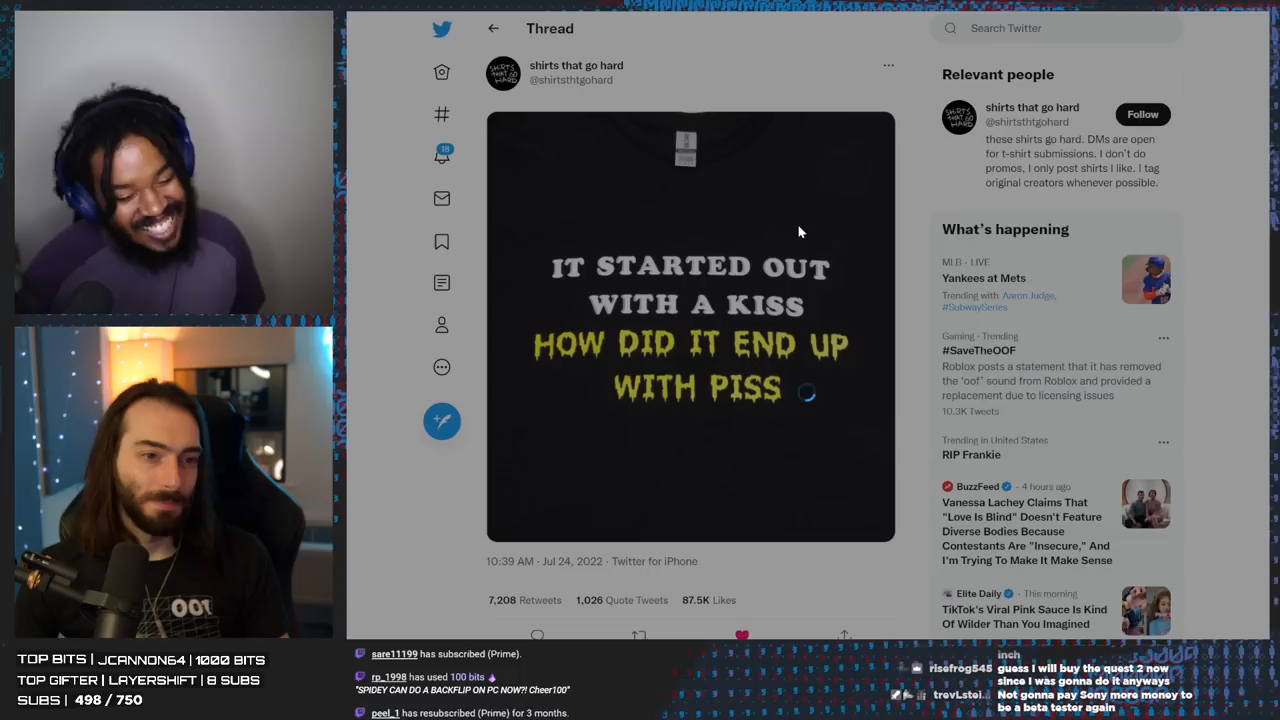 Thread
shirts that go hard
@shirtsthtgohard
IT STARTED OUT
WITH A KISS
HOW DID IT END UP
WITH PISS
10:39 AM · Jul 24, 2022 · Twitter for iPhone
7,208 Retweets 1,026 Quote Tweets 87.5K Likes
18
Search Twitter
Relevant people
shirts that go hard
@shirtsthtgohard
Follow
these shirts go hard. DMs are open
for t-shirt submissions. I don't do
promos, I only post shirts I like. I tag
original creators whenever possible.
What's happening
MLB · LIVE
Yankees at Mets
Trending with Aaron Judge,
#SubwaySeries
Gaming · Trending
#SaveTheOOF
Roblox posts a statement that it has removed
the 'oof' sound from Roblox and provided a
replacement due to licensing issues
10.3K Tweets
Trending in United States
RIP Frankie
BuzzFeed · 4 hours ago
Vanessa Lachey Claims That
"Love Is Blind" Doesn't Feature
Diverse Bodies Because
Contestants Are "Insecure," And
I'm Trying To Make It Make Sense
Elite Daily · This morning
TikTok's Viral Pink Sauce Is Kind
Of Wilder Than You Imagined
TOP BITS | JCANNON64 | 1000 BITS
TOP GIFTER | LAYERSHIFT | 8 SUBS
SUBS | 498 / 750
sare11199 has subscribed (Prime).
rp_1998 has used 100 bits
"SPIDEY CAN DO A BACKFLIP ON PC NOW?! Cheer100"
peel_1 has resubscribed (Prime) for 3 months.
inch
risefrog545 guess I will buy the quest 2 now
since I was gonna do it anyways
trevLstei... Not gonna pay Sony more money to
be a beta tester again